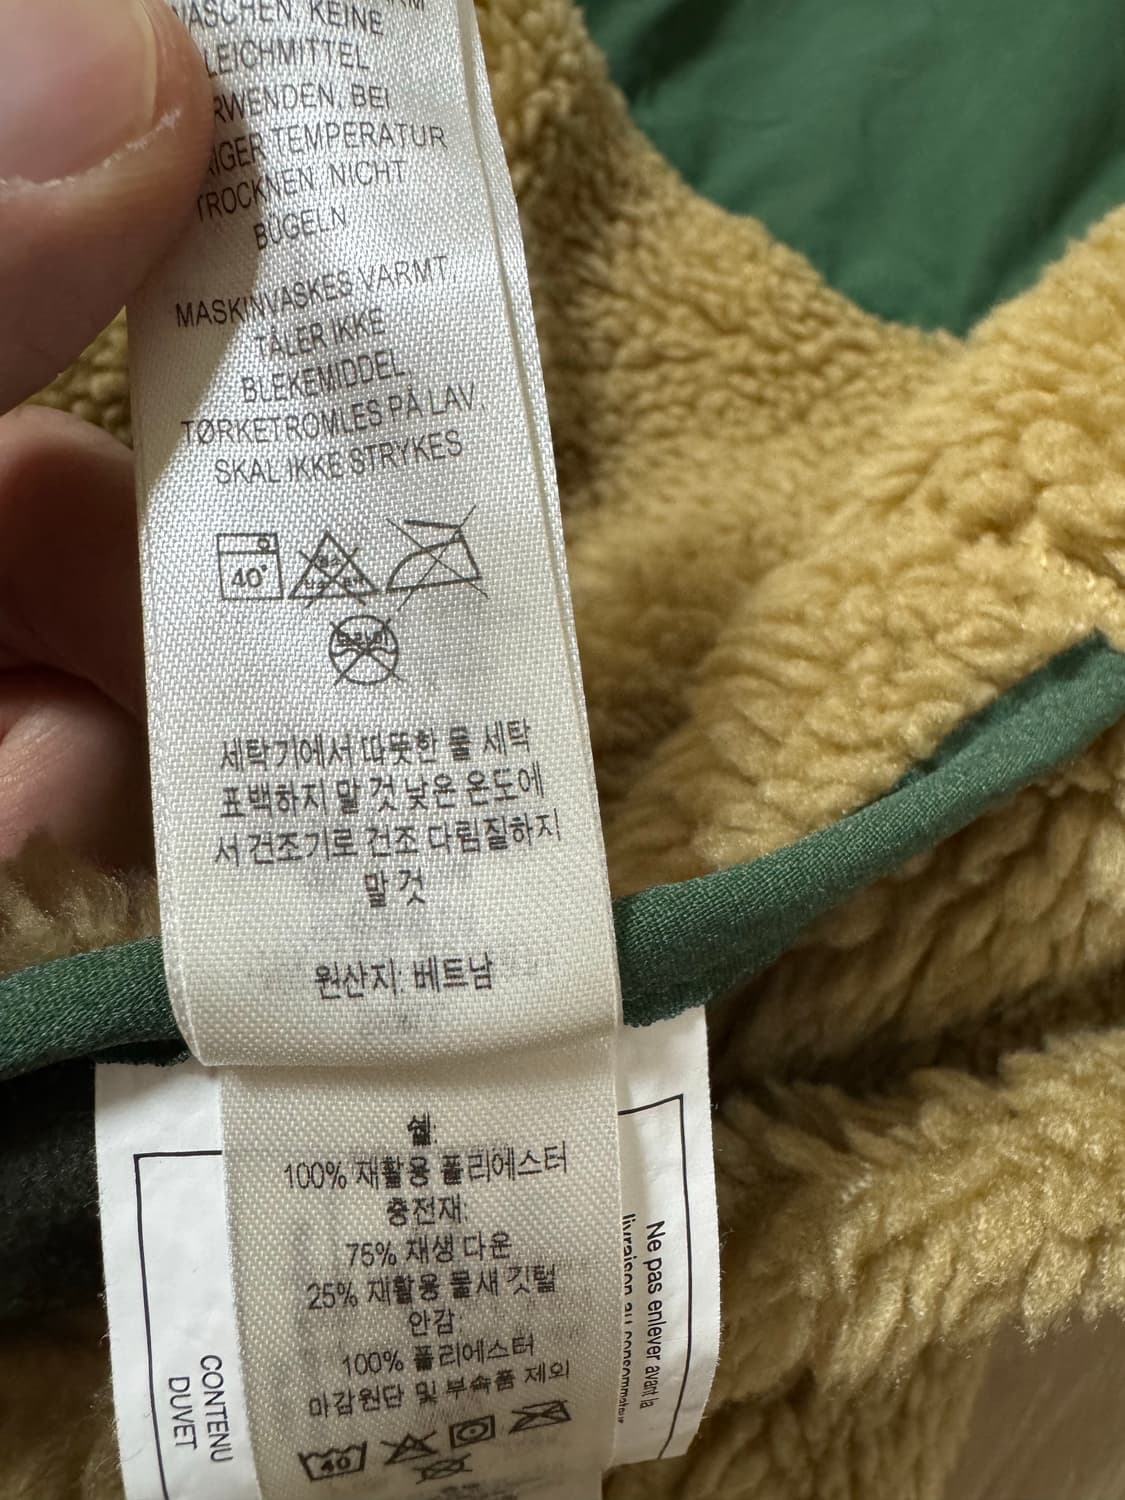 KEINE
TEMPERATUR
TROCKNEN. NICHT
BÜGELN
MASKINVASKES VARMT.
TÅLER IKKE
BLEKEMIDDEL
TØRKETROMLES PÅ LAV.
SKAL IKKE STRYKES
40°
세탁기에서 따뜻한 물 세탁
표백하지 말 것 낮은 온도에
서 건조기로 건조 다림질하지
말 것
원산지: 베트남
쉘:
100% 재활용 폴리에스터
충전재:
75% 재생 다운
25% 재활용 물새 깃털
안감:
100% 폴리에스터
마감원단 및 부속품 제외
40
CONTENU
DUVET
Ne pas enlever avant la
livraison au consommateur